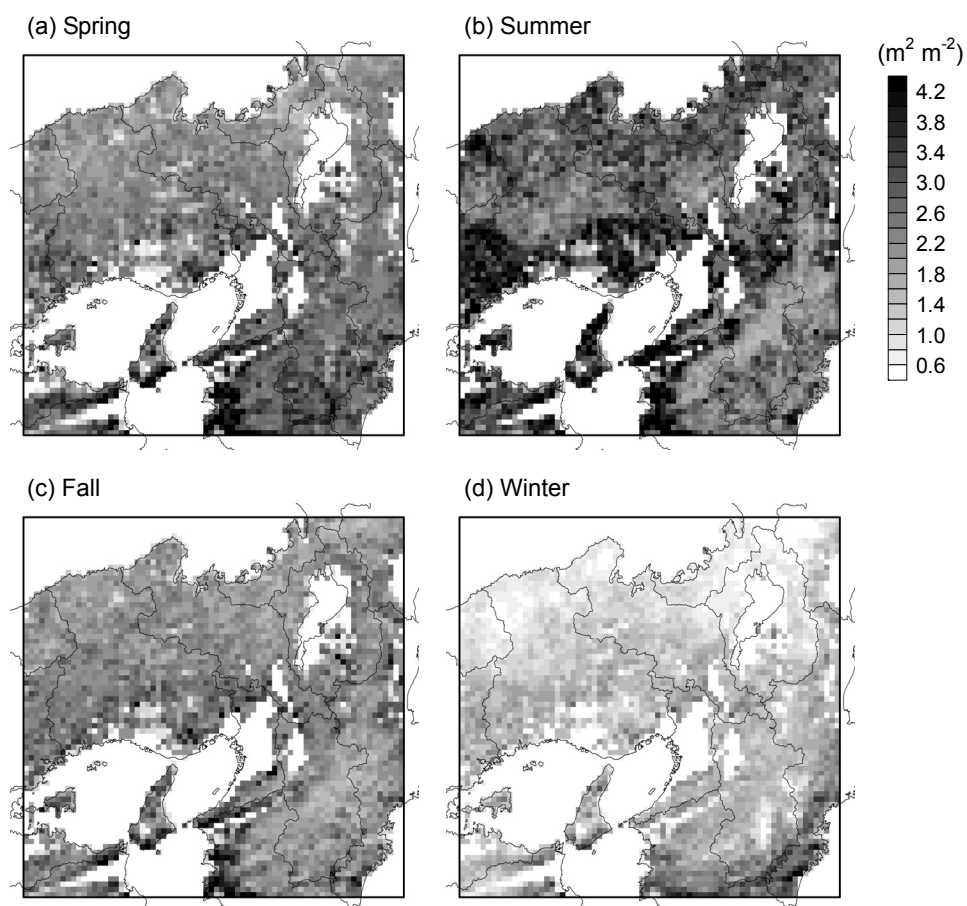 (a) Spring
(b) Summer
(m² m⁻²)
4.2
3.8
3.4
3.0
2.6
2.2
1.8
1.4
1.0
0.6
(c) Fall
(d) Winter